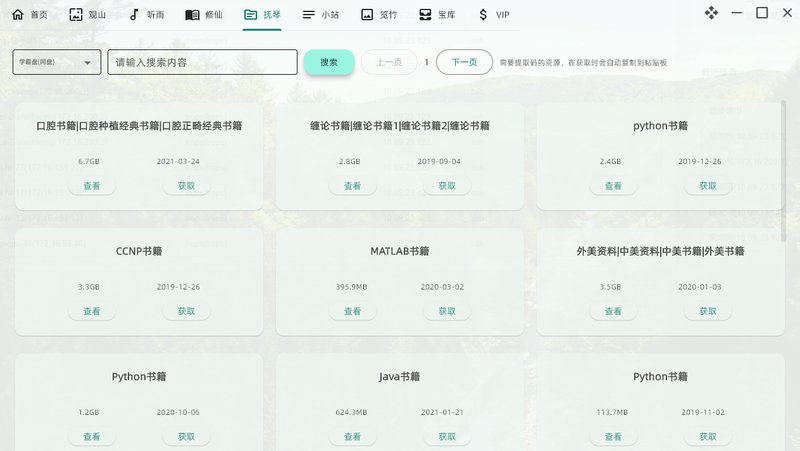 首页 观山 听雨 修仙 抚琴 小站 览竹 宝库 VIP
学霸盘(网盘) 请输入搜索内容 搜索 上一页 1 下一页 需要提取码的资源，在获取时会自动复制到粘贴板
口腔书籍|口腔种植经典书籍|口腔正畸经典书籍
6.7GB 2021-03-24
查看 获取
缠论书籍|缠论书籍1|缠论书籍2|缠论书籍
2.8GB 2019-09-04
查看 获取
python书籍
2.4GB 2019-12-26
查看 获取
CCNP书籍
3.3GB 2019-12-26
查看 获取
MATLAB书籍
395.9MB 2020-03-02
查看 获取
外美资料|中美资料|中美书籍|外美书籍
3.5GB 2020-01-03
查看 获取
Python书籍
1.2GB 2020-10-06
查看 获取
Java书籍
624.3MB 2021-01-21
查看 获取
Python书籍
113.7MB 2019-11-02
查看 获取